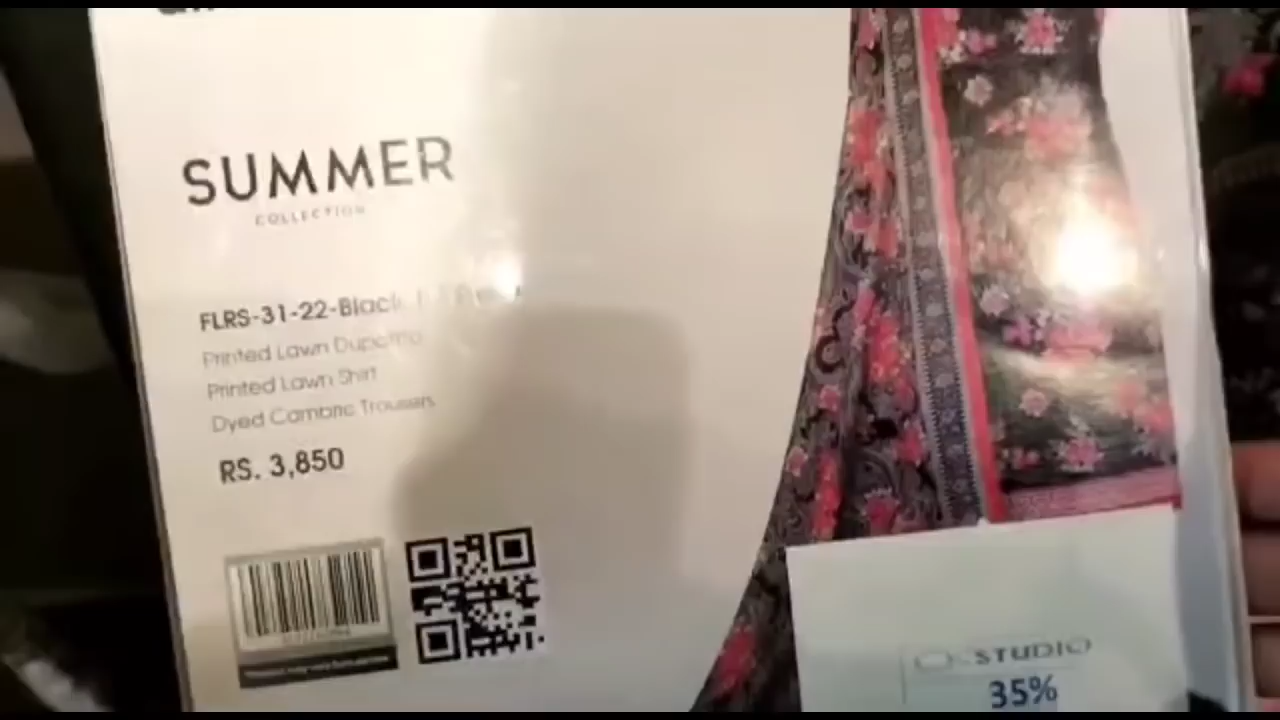 SUMMER
COLLECTION
FLRS-31-22-Black
Printed Lawn Dupatta
Printed Lawn Shirt
Dyed Cambric Trousers
RS. 3,850
STUDIO
35%